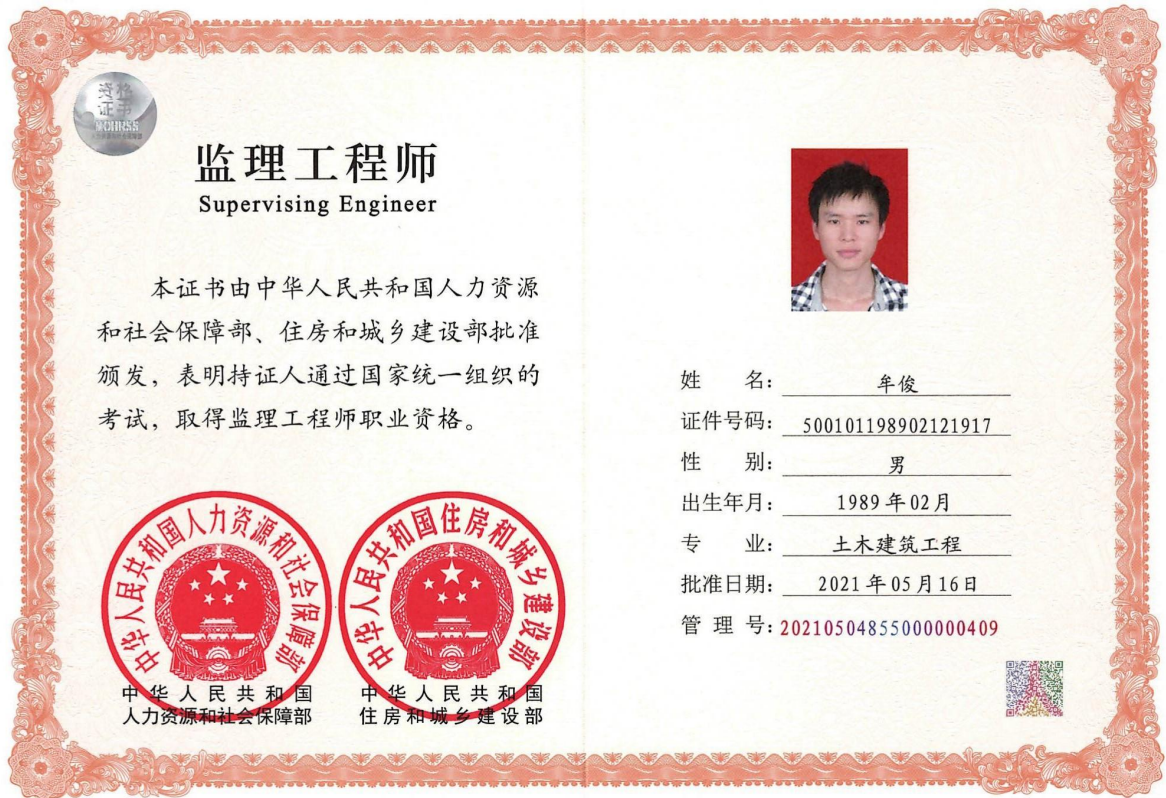 资格
证书
MOHRSS
监理工程师
Supervising Engineer
本证书由中华人民共和国人力资源
和社会保障部、住房和城乡建设部批准
颁发，表明持证人通过国家统一组织的
考试，取得监理工程师职业资格。
中华人民共和国人力资源和社会保障部
中华人民共和国住房和城乡建设部
中华人民共和国
人力资源和社会保障部
中华人民共和国
住房和城乡建设部
姓 名：牟俊
证件号码：500101198902121917
性 别：男
出生年月：1989年02月
专 业：土木建筑工程
批准日期：2021年05月16日
管 理 号：20210504855000000409